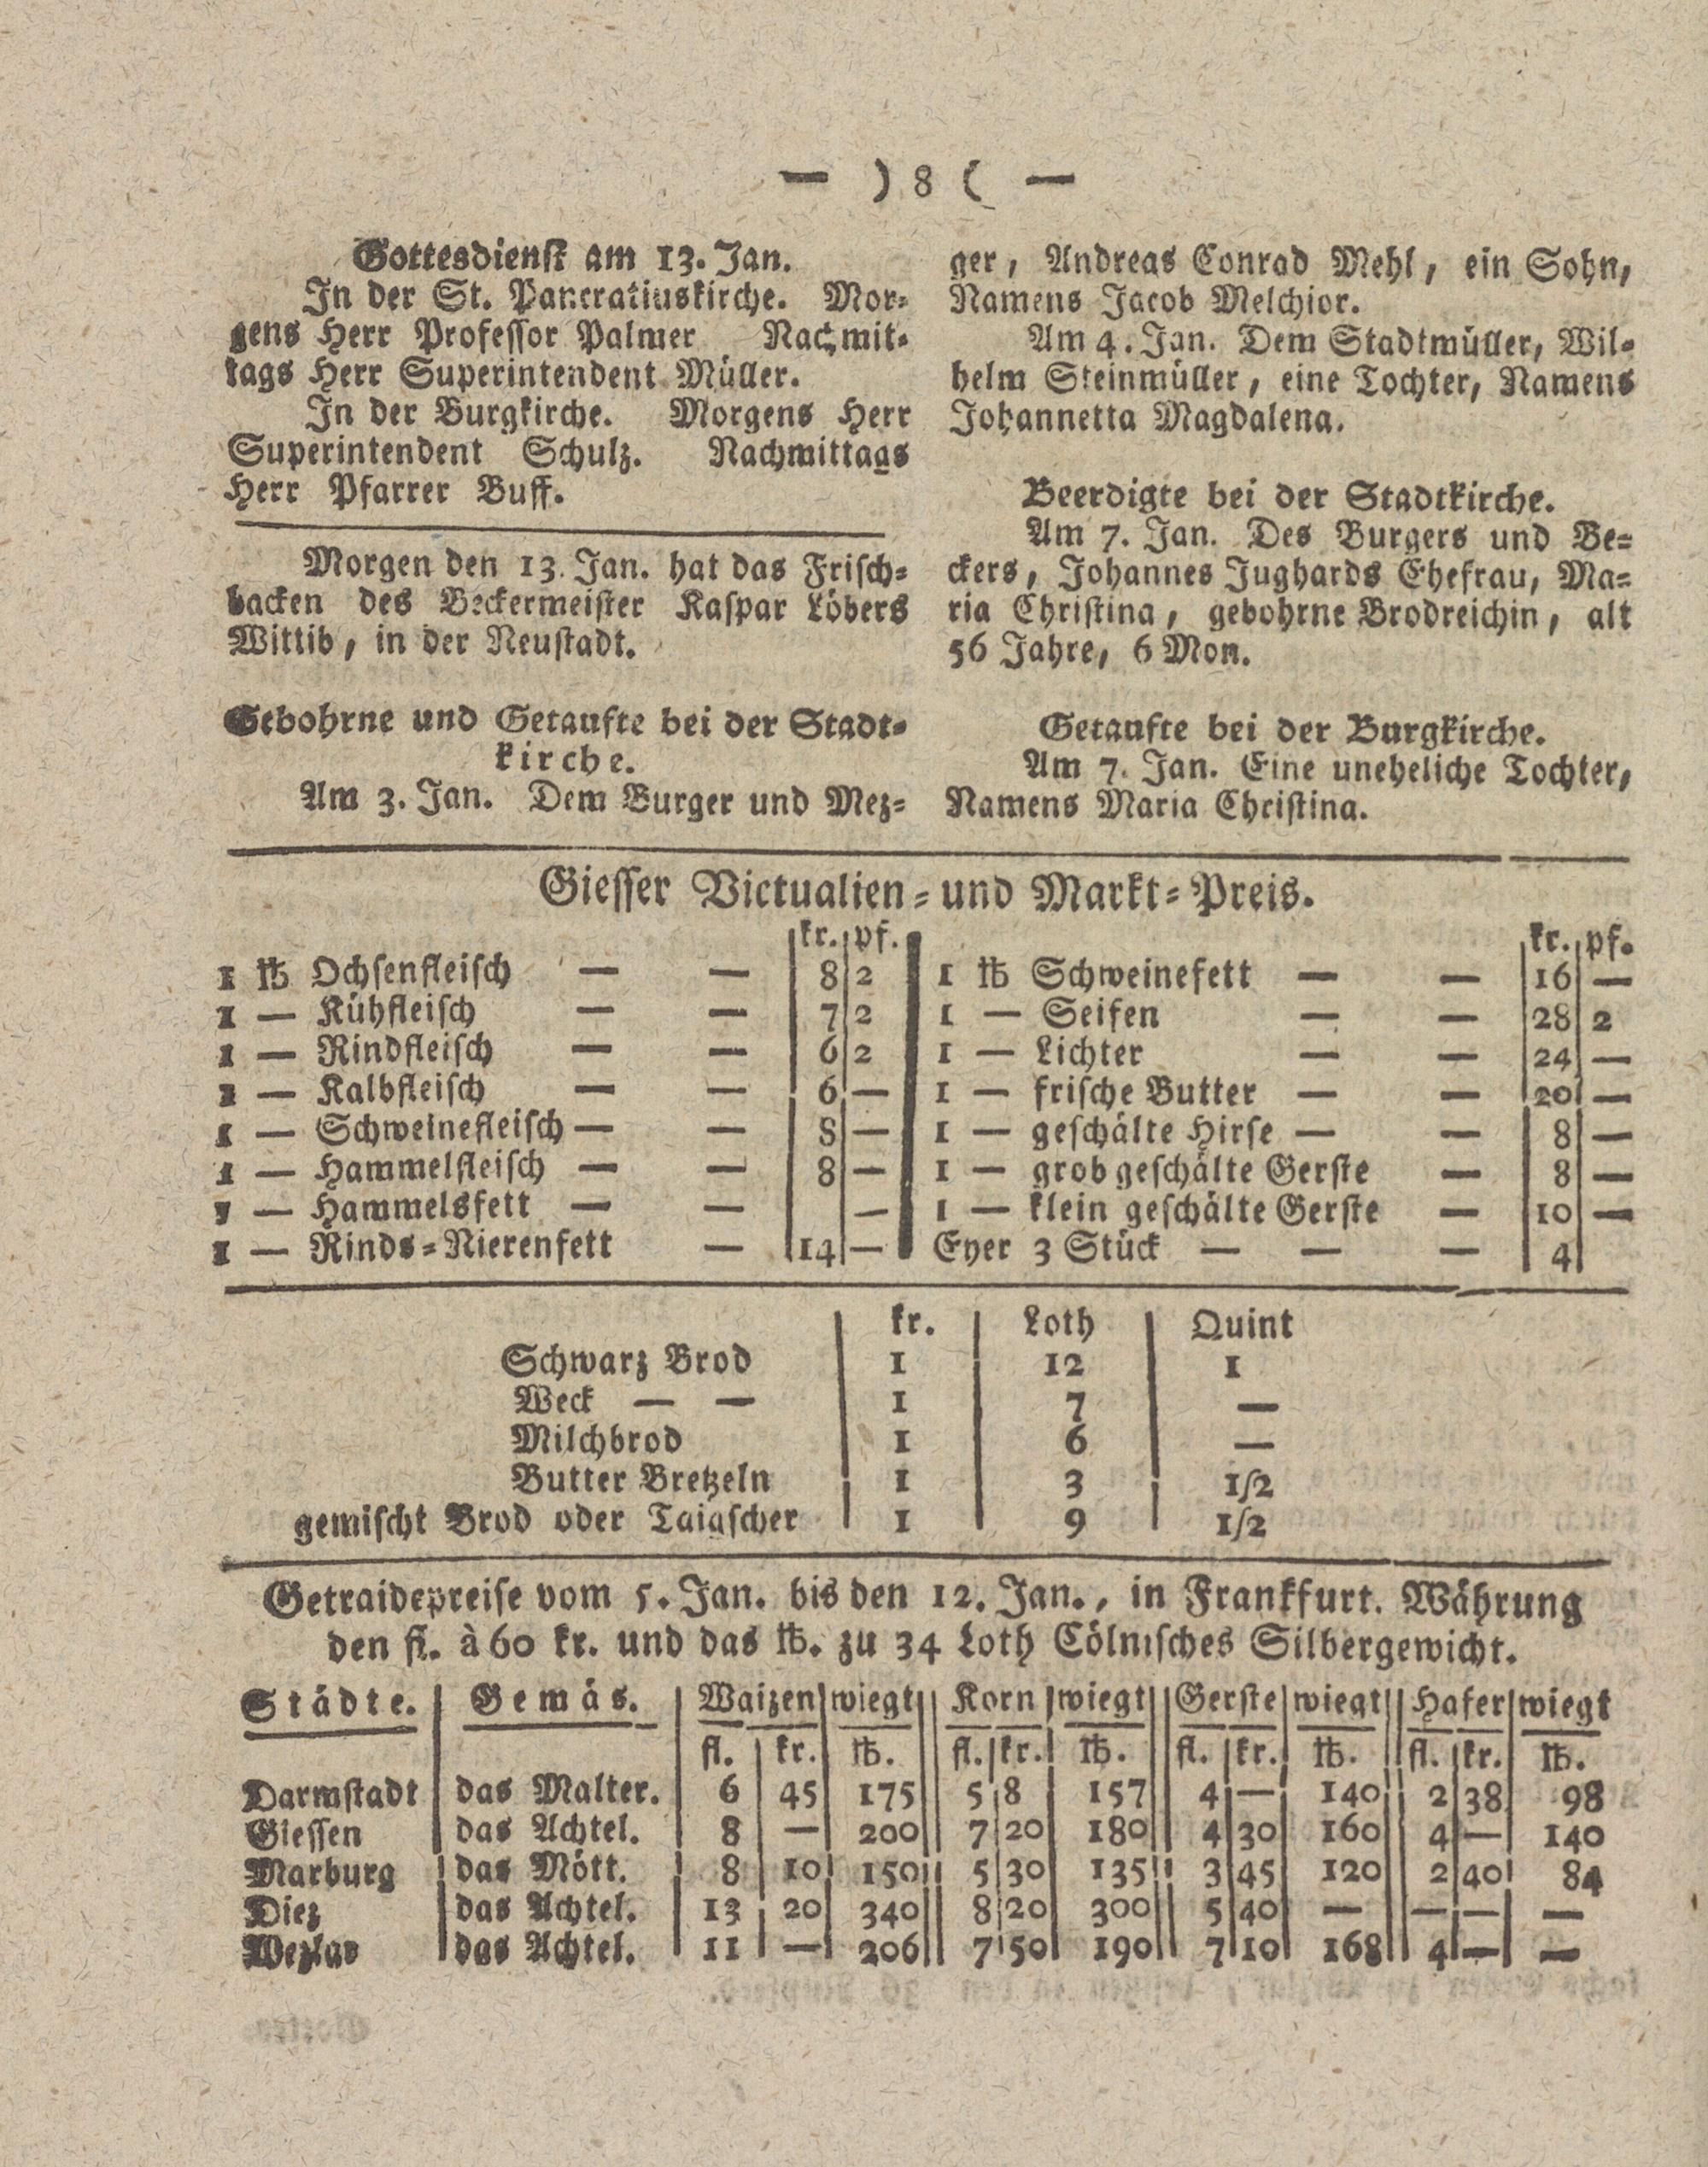 — ) 8 ( —
Gottesdienst am 13. Jan.
In der St. Pancratiuskirche. Mor-
gens Herr Professor Palmer Nachmit-
tags Herr Superintendent Müller.
In der Burgkirche. Morgens Herr
Superintendent Schulz. Nachmittags
Herr Pfarrer Buff.
Morgen den 13. Jan. hat das Frisch-
backen des Beckermeister Kaspar Löbers
Wittib, in der Neustadt.
Gebohrne und Getaufte bei der Stadt-
kirche.
Am 3. Jan. Dem Burger und Mez-
ger, Andreas Conrad Mehl, ein Sohn,
Namens Jacob Melchior.
Am 4. Jan. Dem Stadtmüller, Wil-
helm Steinmüller, eine Tochter, Namens
Johannetta Magdalena.
Beerdigte bei der Stadtkirche.
Am 7. Jan. Des Burgers und Be-
ckers, Johannes Jughards Ehefrau, Ma-
ria Christina, gebohrne Brodreichin, alt
56 Jahre, 6 Mon.
Getaufte bei der Burgkirche.
Am 7. Jan. Eine uneheliche Tochter,
Namens Maria Christina.
Giesser Victualien- und Markt-Preis.
kr. pf.
1 ℔ Ochsenfleisch — — 8 2
1 — Kühfleisch — — 7 2
1 — Rindfleisch — — 6 2
1 — Kalbfleisch — — 6 —
1 — Schweinefleisch — — 8 —
1 — Hammelfleisch — — 8 —
1 — Hammelsfett — — —
1 — Rinds-Nierenfett — 14 —
kr. pf.
1 ℔ Schweinefett — — 16 —
1 — Seifen — — 28 2
1 — Lichter — — 24 —
1 — frische Butter — — 20 —
1 — geschälte Hirse — — 8 —
1 — grob geschälte Gerste — 8 —
1 — klein geschälte Gerste — 10 —
Eyer 3 Stück — — — 4
kr. Loth Quint
Schwarz Brod 1 12 1
Weck — — 1 7 —
Milchbrod 1 6 —
Butter Bretzeln 1 3 1/2
gemischt Brod oder Taigscher 1 9 1/2
Getraidepreise vom 5. Jan. bis den 12. Jan., in Frankfurt. Währung
den fl. à 60 kr. und das ℔. zu 34 Loth Cölnisches Silbergewicht.
Städte. Gemäs. Waizen wiegt Korn wiegt Gerste wiegt Hafer wiegt
fl. kr. ℔. fl. kr. ℔. fl. kr. ℔. fl. kr. ℔.
Darmstadt das Malter. 6 45 175 5 8 157 4 — 140 2 38 98
Giessen das Achtel. 8 — 200 7 20 180 4 30 160 4 — 140
Marburg das Mött. 8 10 150 5 30 135 3 45 120 2 40 84
Diez das Achtel. 13 20 340 8 20 300 5 40 — — — —
Wezlar das Achtel. 11 — 206 7 50 190 7 10 168 4 — —